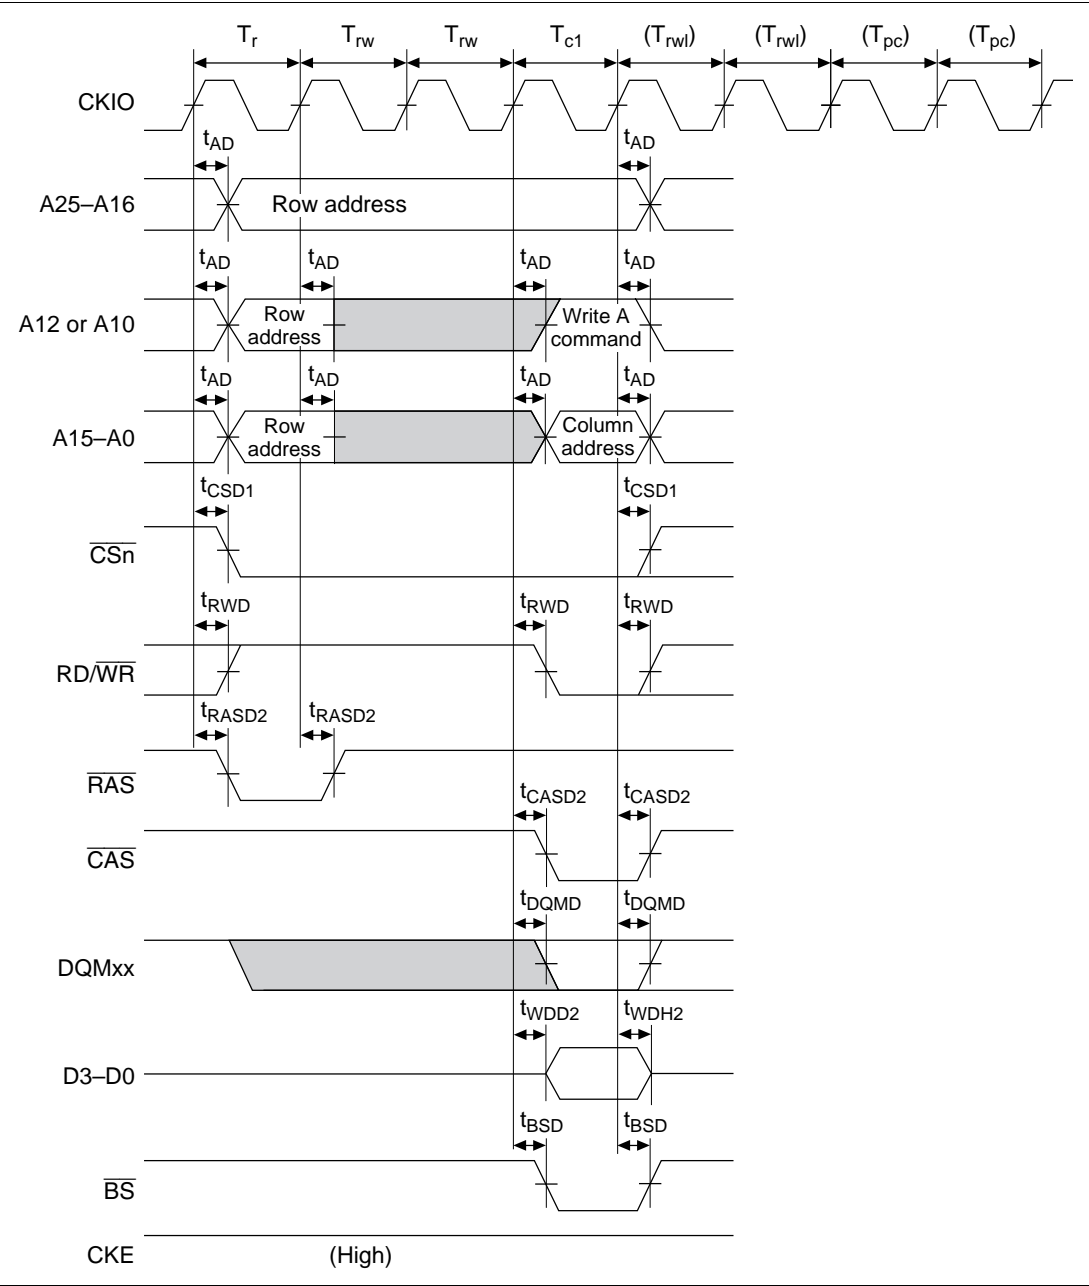 Tr Trw Trw Tc1 (Trwl) (Trwl) (Tpc) (Tpc)
CKIO
tAD tAD
A25–A16 Row address
tAD tAD tAD tAD
A12 or A10 Row address Write A command
tAD tAD tAD tAD
A15–A0 Row address Column address
tCSD1 tCSD1
CSn
tRWD tRWD tRWD
RD/WR
tRASD2 tRASD2
RAS
tCASD2 tCASD2
CAS
tDQMD tDQMD
DQMxx
tWDD2 tWDH2
D3–D0
tBSD tBSD
BS
CKE (High)